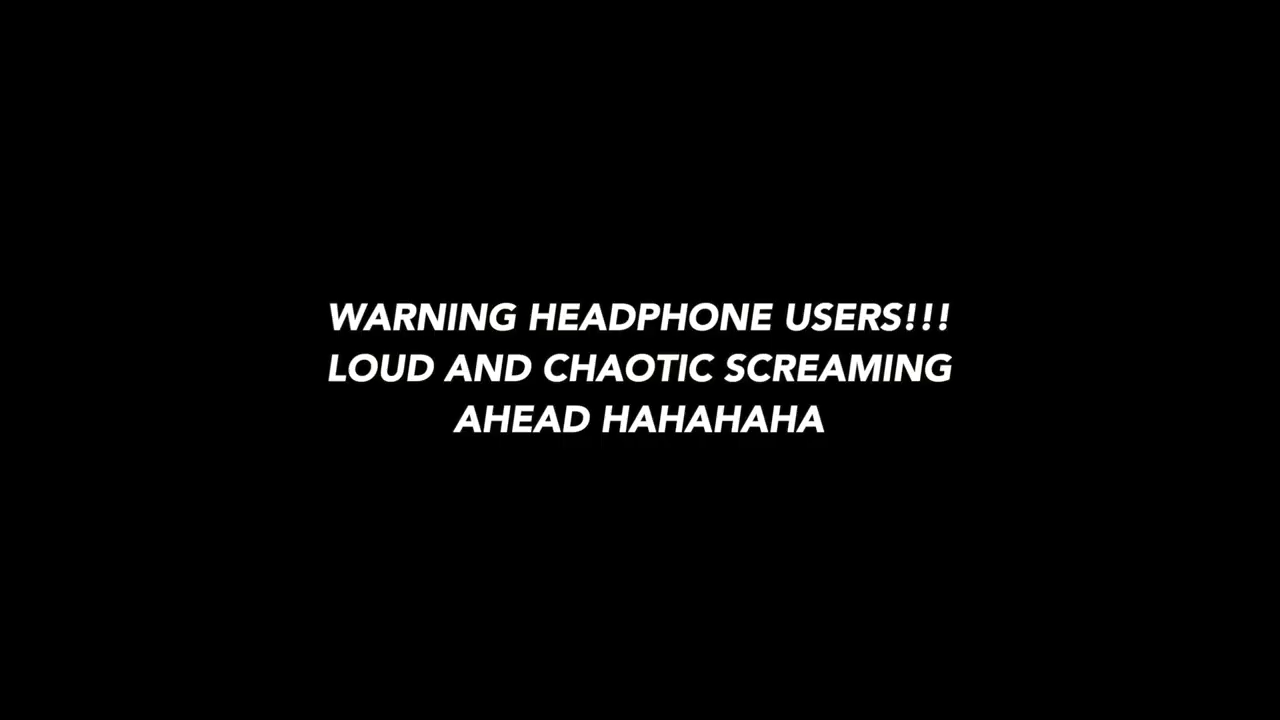 WARNING HEADPHONE USERS!!!
LOUD AND CHAOTIC SCREAMING
AHEAD HAHAHAHA